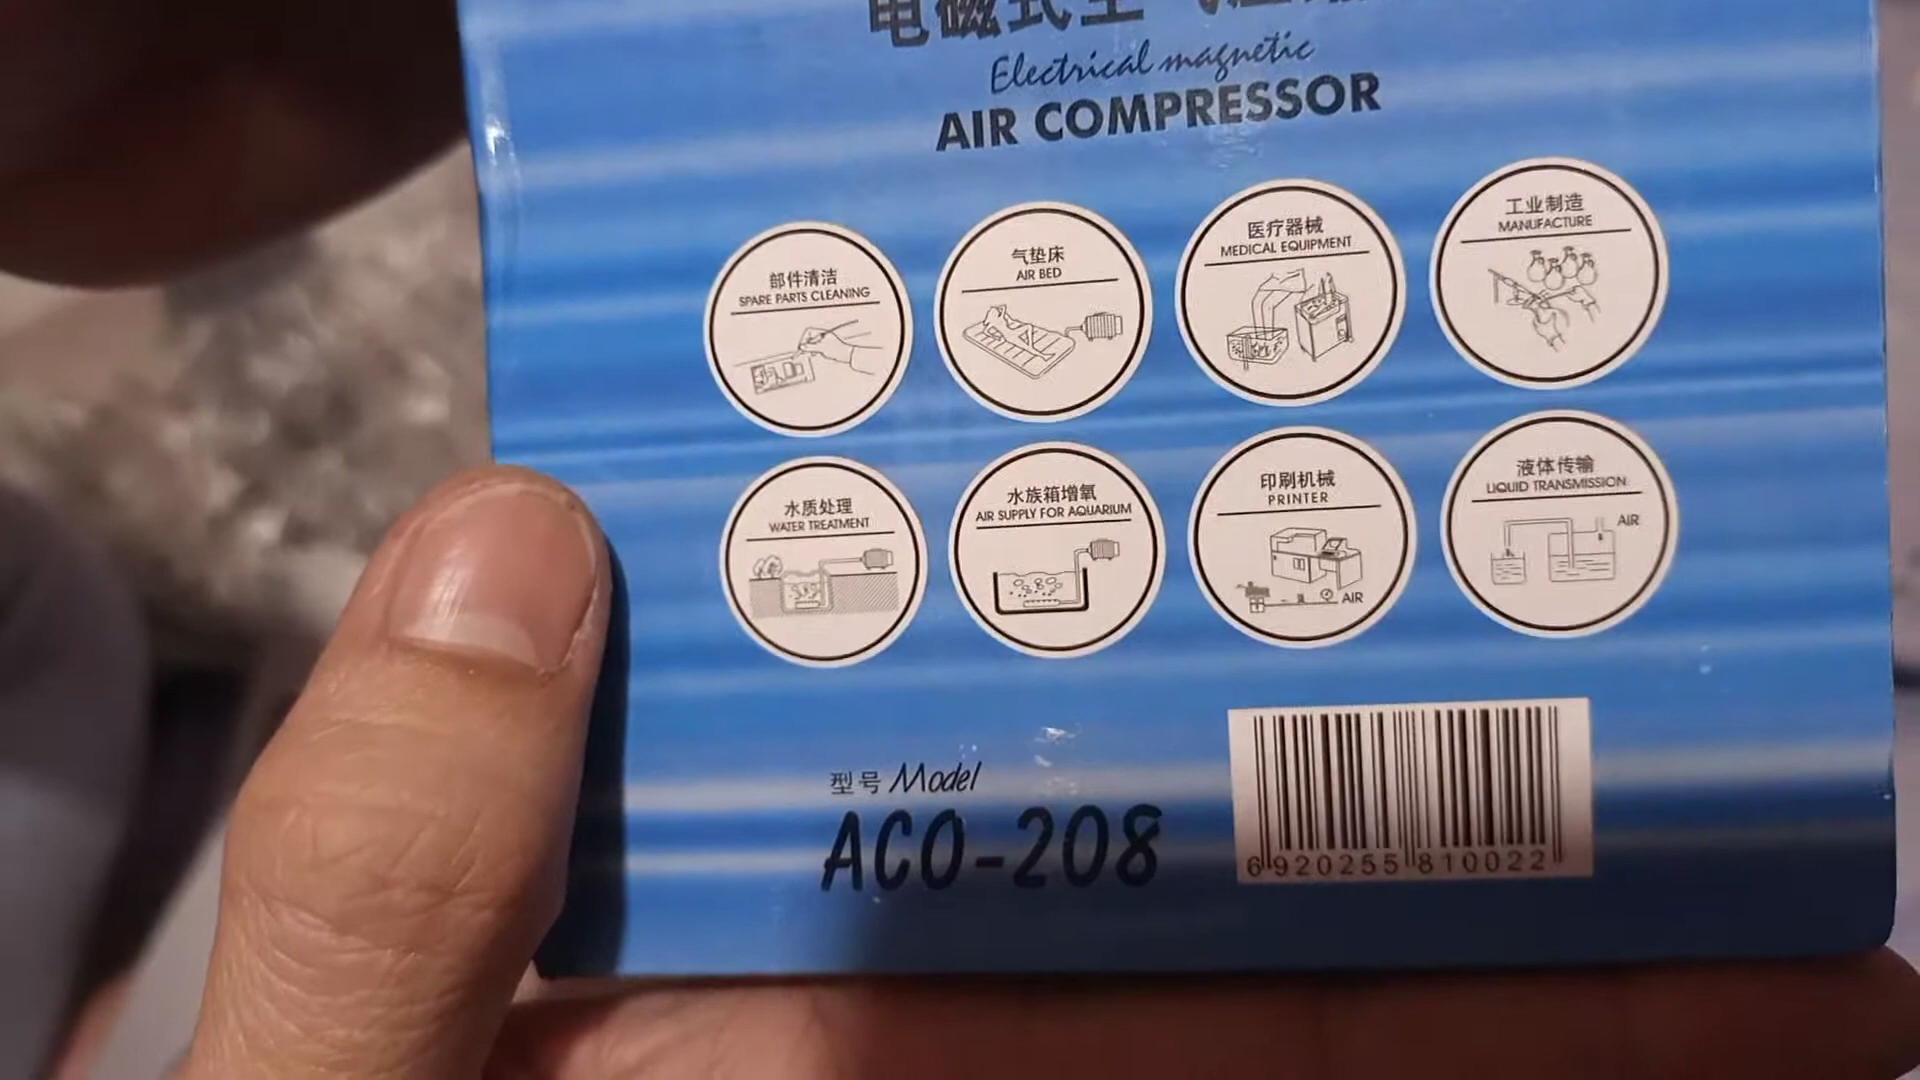 电磁式空气压缩
Electrical magnetic
AIR COMPRESSOR
部件清洁
SPARE PARTS CLEANING
气垫床
AIR BED
医疗器械
MEDICAL EQUIPMENT
工业制造
MANUFACTURE
水质处理
WATER TREATMENT
水族箱增氧
AIR SUPPLY FOR AQUARIUM
印刷机械
PRINTER
AIR
液体传输
LIQUID TRANSMISSION
AIR
型号 Model
ACO-208
6 920255 810022